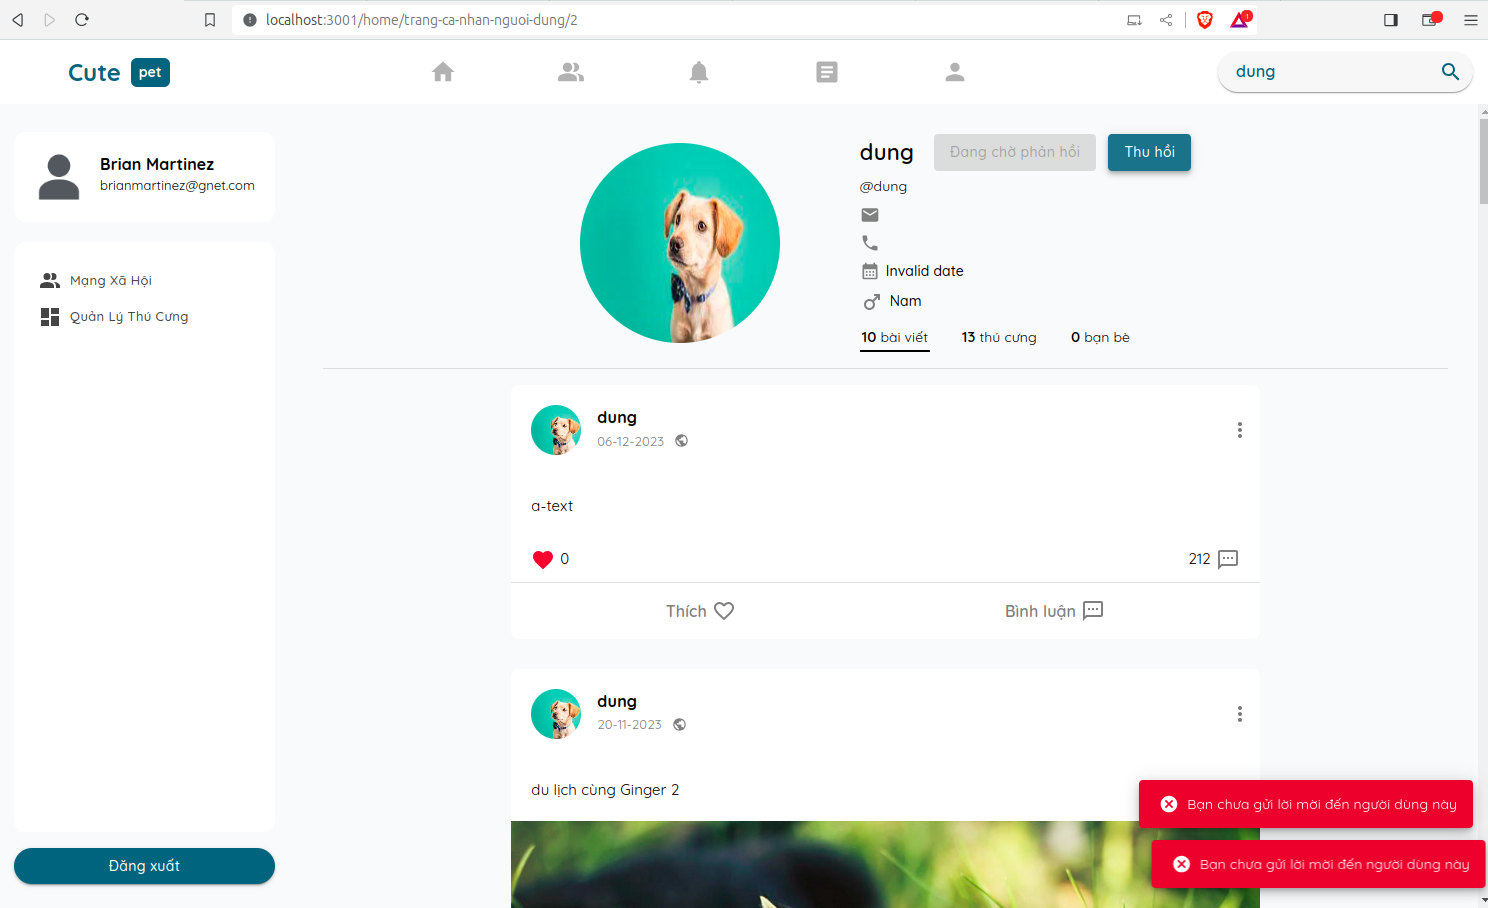 localhost:3001/home/trang-ca-nhan-nguoi-dung/2
1
Cute pet
dung
Brian Martinez
brianmartinez@gnet.com
Mạng Xã Hội
Quản Lý Thú Cưng
Đăng xuất
dung Đang chờ phản hồi Thu hồi
@dung
Invalid date
Nam
10 bài viết 13 thú cưng 0 bạn bè
dung
06-12-2023
a-text
0 212
Thích Bình luận
dung
20-11-2023
du lịch cùng Ginger 2
Bạn chưa gửi lời mời đến người dùng này
Bạn chưa gửi lời mời đến người dùng này